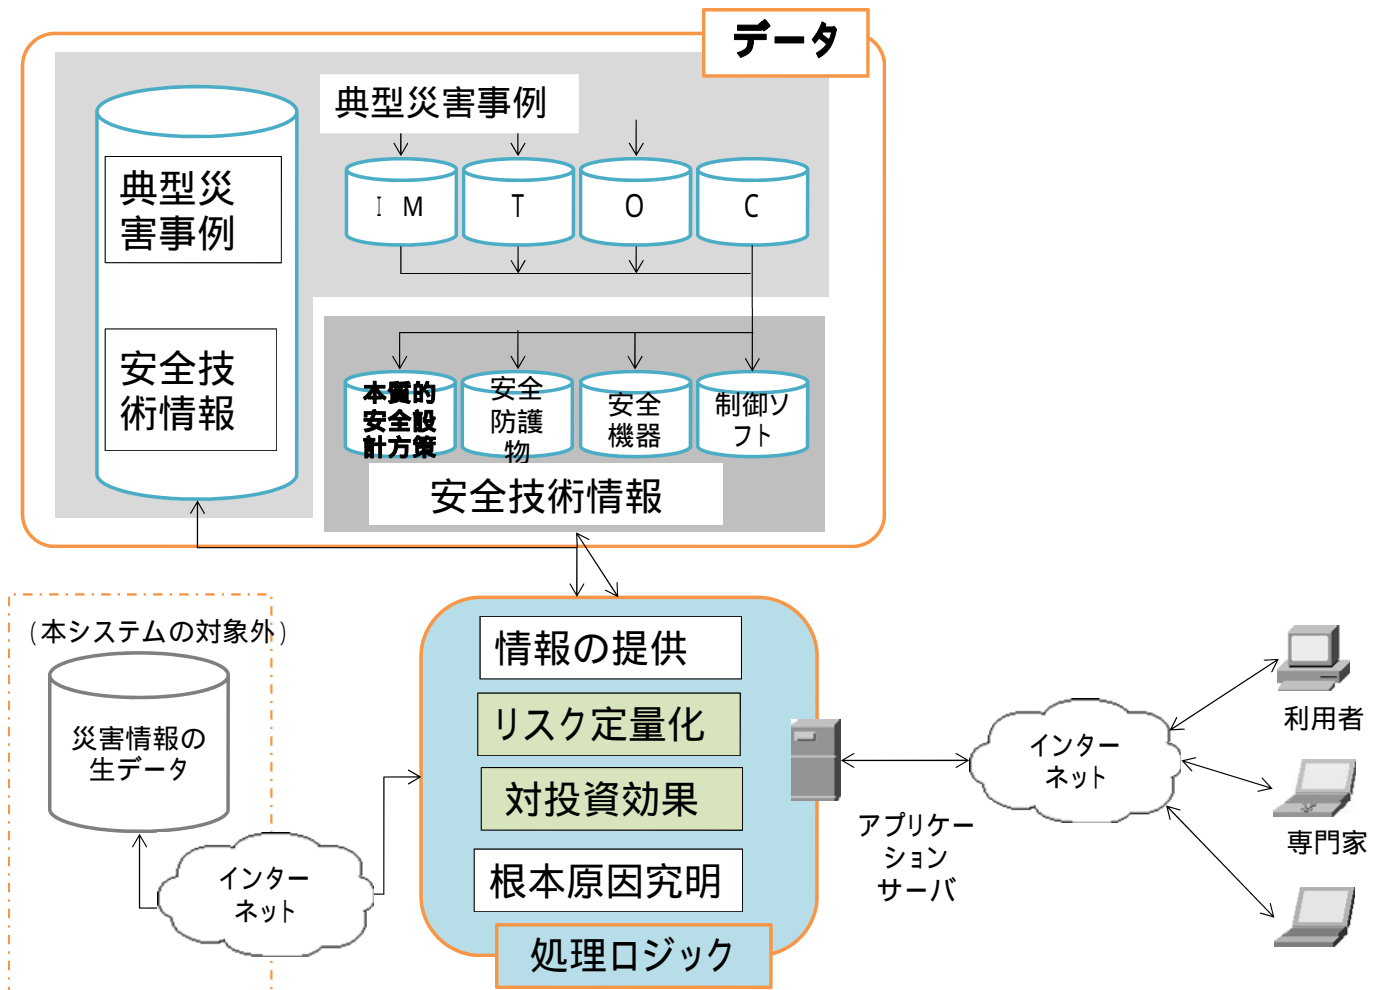 データ
典型災害事例
典型災
害事例
I M
T
O
C
安全技
術情報
本質的
安全設
計方策
安全
防護
物
安全
機器
制御ソ
フト
安全技術情報
(本システムの対象外)
災害情報の
生データ
インター
ネット
情報の提供
リスク定量化
対投資効果
根本原因究明
処理ロジック
アプリケー
ション
サーバ
インター
ネット
利用者
専門家